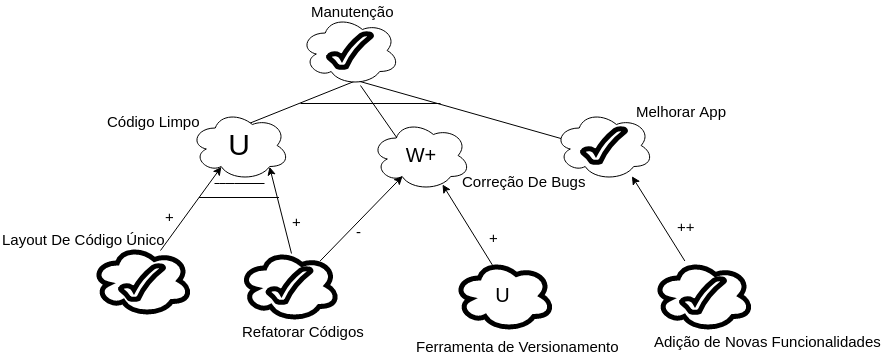 Manutenção
Código Limpo
U
W+
Melhorar App
Correção De Bugs
+
+
-
+
++
Layout De Código Único
U
Refatorar Códigos
Ferramenta de Versionamento
Adição de Novas Funcionalidades